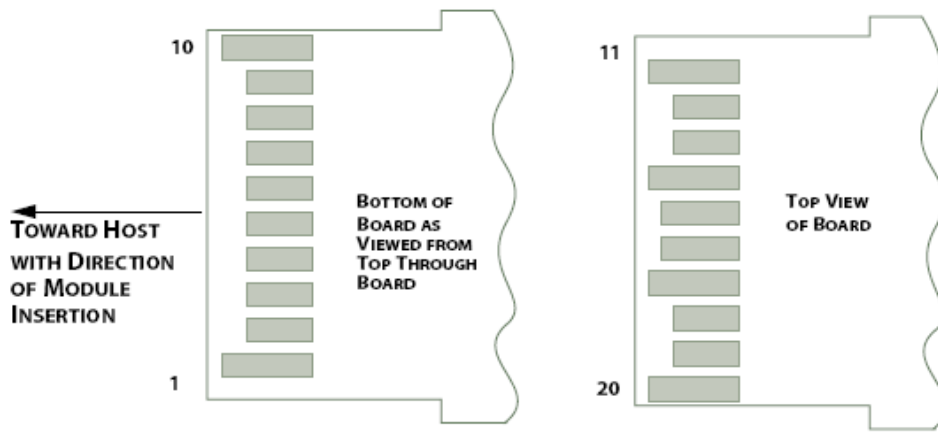 10
1
TOWARD HOST
WITH DIRECTION
OF MODULE
INSERTION
BOTTOM OF
BOARD AS
VIEWED FROM
TOP THROUGH
BOARD
11
20
TOP VIEW
OF BOARD